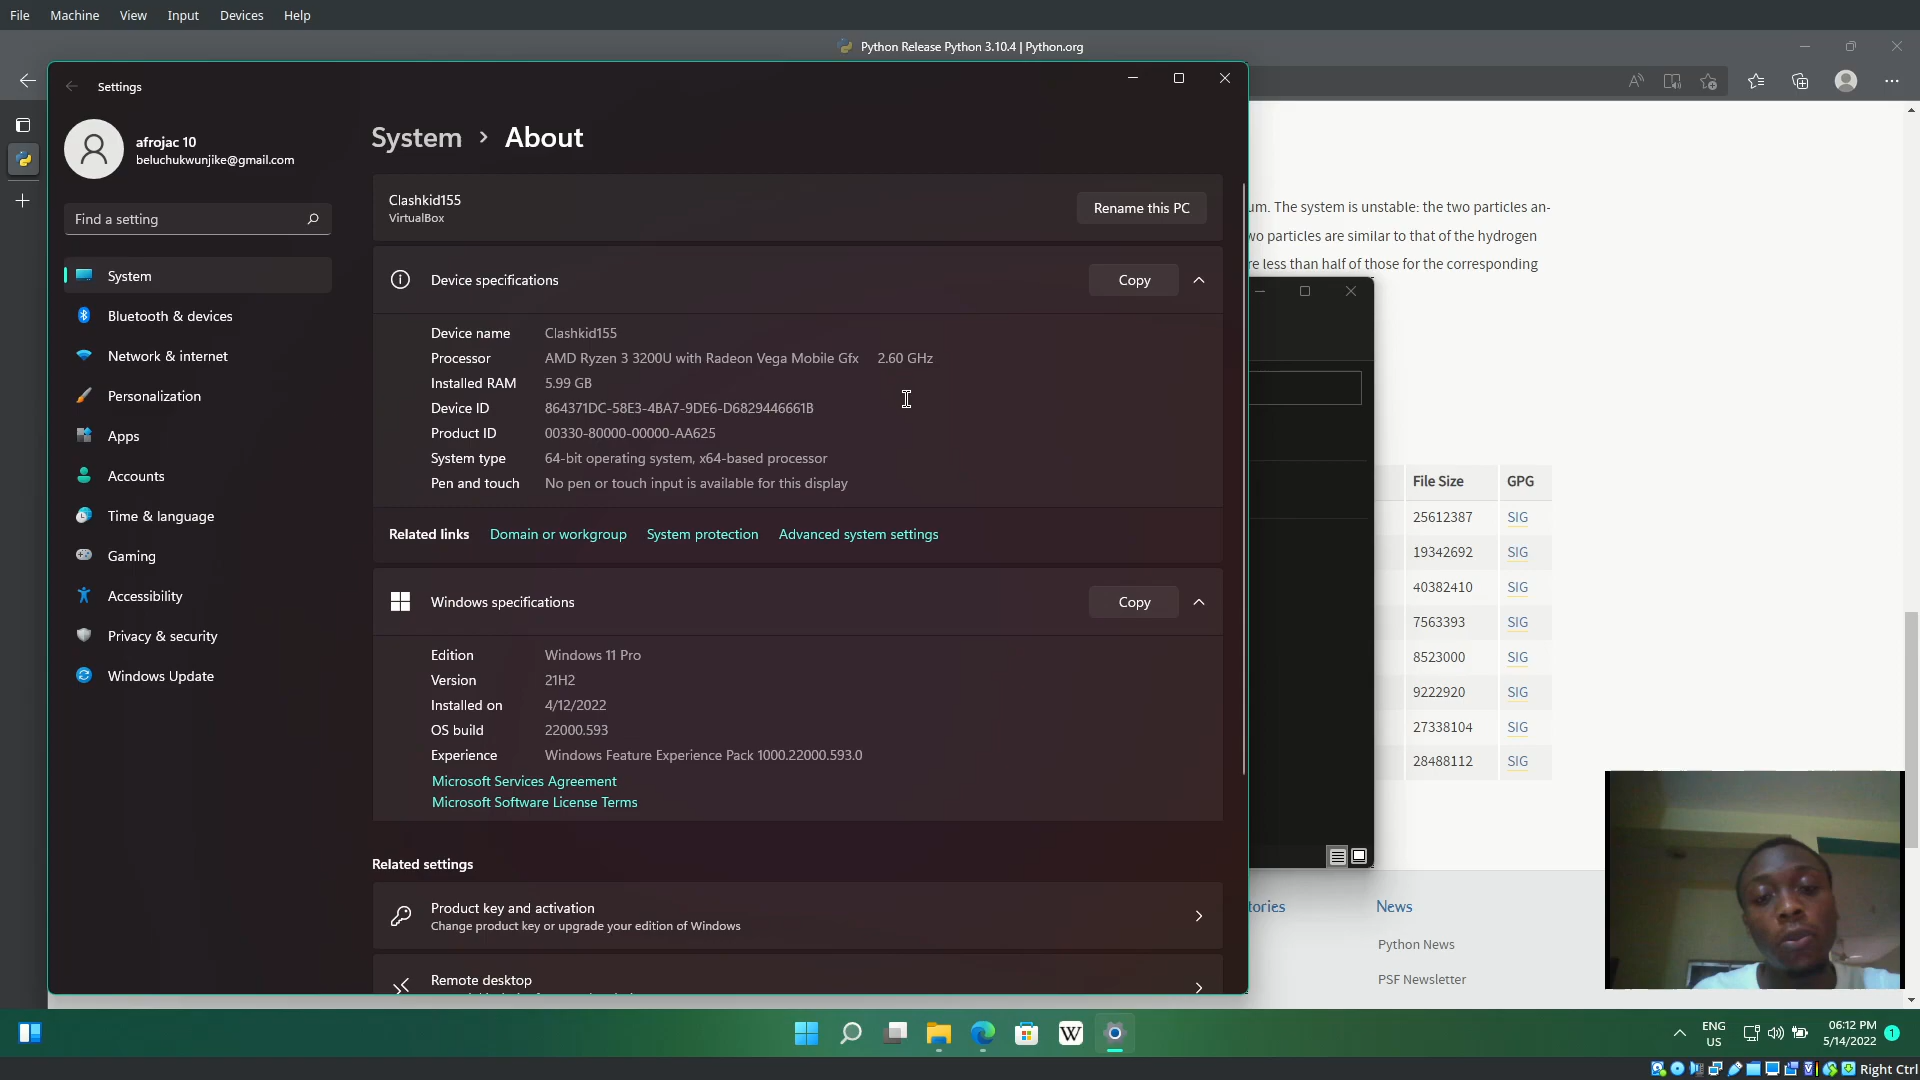 File Machine View Input Devices Help
Python Release Python 3.10.4 | Python.org
Settings
afrojac 10
beluchukwunjike@gmail.com
Find a setting
System
Bluetooth & devices
Network & internet
Personalization
Apps
Accounts
Time & language
Gaming
Accessibility
Privacy & security
Windows Update
System > About
Clashkid155
VirtualBox
Rename this PC
Device specifications
Copy
Device name Clashkid155
Processor AMD Ryzen 3 3200U with Radeon Vega Mobile Gfx 2.60 GHz
Installed RAM 5.99 GB
Device ID 864371DC-58E3-4BA7-9DE6-D6829446661B
Product ID 00330-80000-00000-AA625
System type 64-bit operating system, x64-based processor
Pen and touch No pen or touch input is available for this display
Related links Domain or workgroup System protection Advanced system settings
Windows specifications
Copy
Edition Windows 11 Pro
Version 21H2
Installed on 4/12/2022
OS build 22000.593
Experience Windows Feature Experience Pack 1000.22000.593.0
Microsoft Services Agreement
Microsoft Software License Terms
Related settings
Product key and activation
Change product key or upgrade your edition of Windows
Remote desktop
um. The system is unstable: the two particles an-
wo particles are similar to that of the hydrogen
re less than half of those for the corresponding
File Size GPG
25612387 SIG
19342692 SIG
40382410 SIG
7563393 SIG
8523000 SIG
9222920 SIG
27338104 SIG
28488112 SIG
tories
News
Python News
PSF Newsletter
W
ENG
US
06:12 PM
5/14/2022
1
Right Ctrl